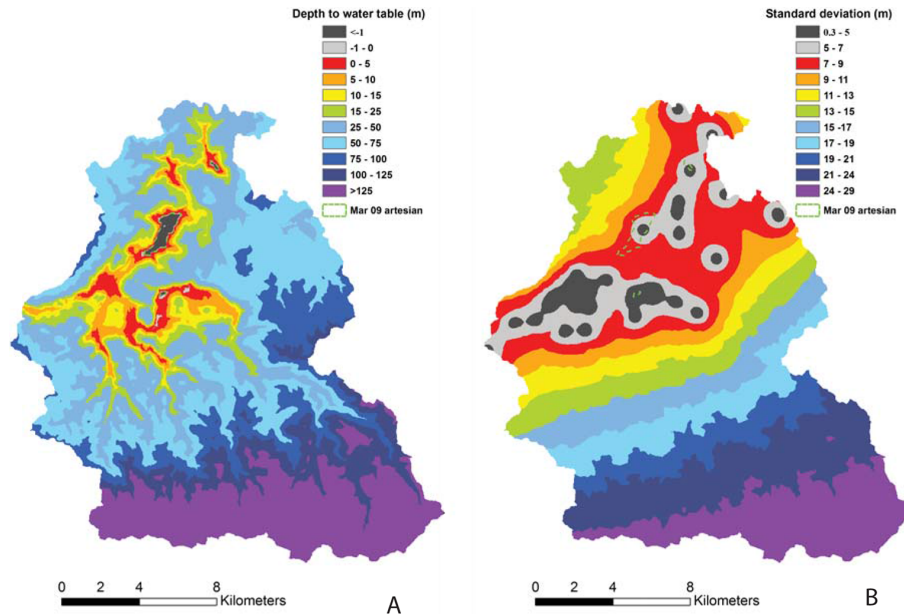 Depth to water table (m)
<-1
-1 - 0
0 - 5
5 - 10
10 - 15
15 - 25
25 - 50
50 - 75
75 - 100
100 - 125
>125
Mar 09 artesian
0 4 8
Kilometers
A
Standard deviation (m)
0.3 - 5
5 - 7
7 - 9
9 - 11
11 - 13
13 - 15
15 -17
17 - 19
19 - 21
21 - 24
24 - 29
Mar 09 artesian
0 2 4 8
Kilometers
B